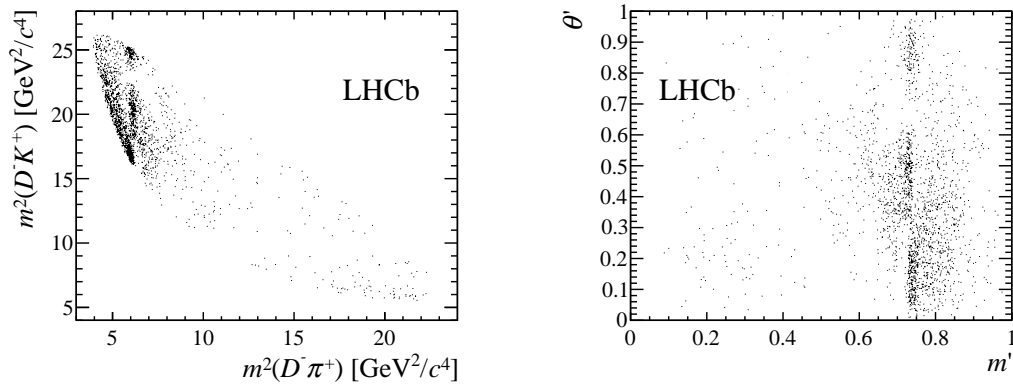 m²(D⁻K⁺) [GeV²/c⁴]
25
20
15
10
5
LHCb
5 10 15 20
m²(D⁻π⁺) [GeV²/c⁴]
θ'
1
0.9
0.8
0.7
0.6
0.5
0.4
0.3
0.2
0.1
0
LHCb
0 0.2 0.4 0.6 0.8 1
m'